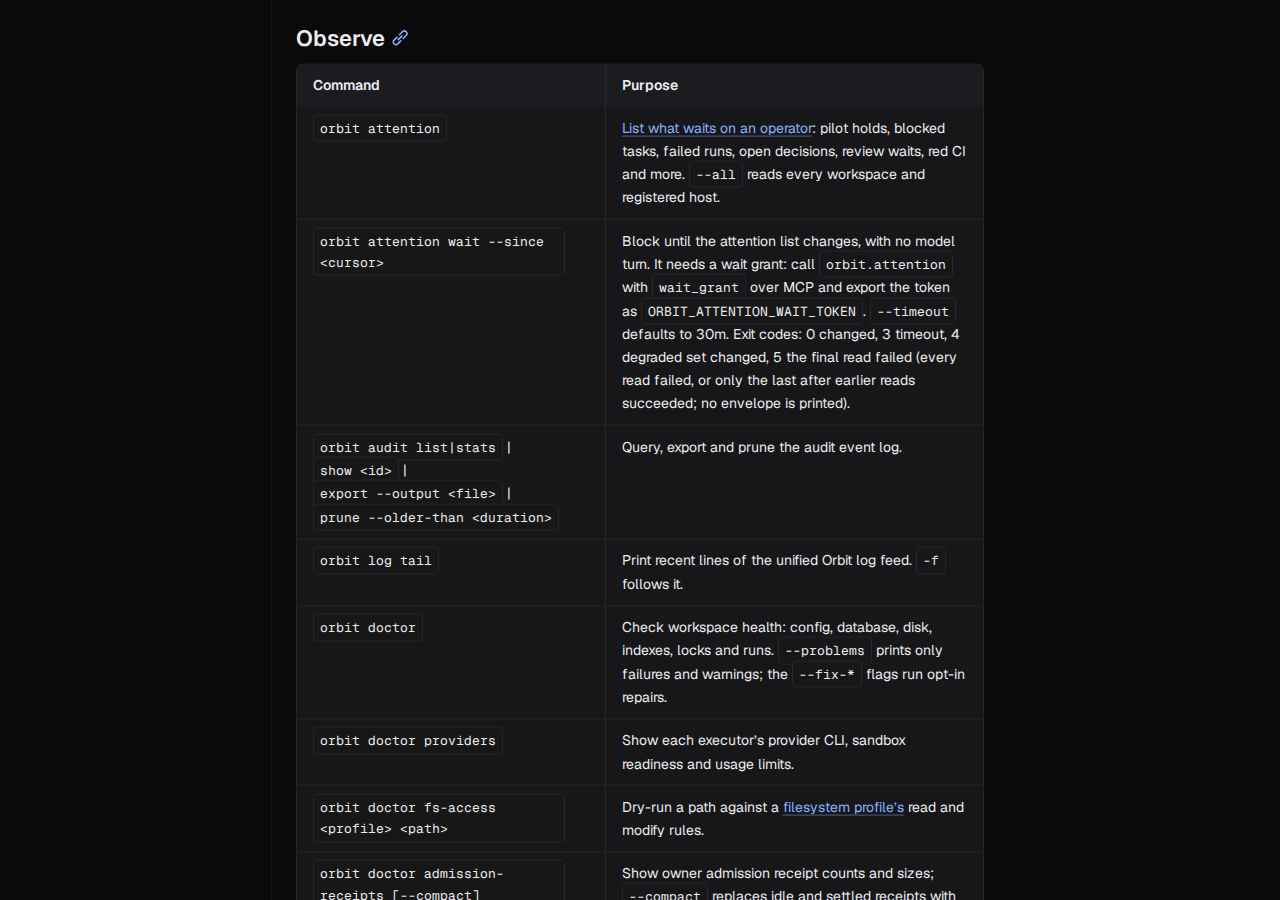 Observe
Command
Purpose
orbit attention
List what waits on an operator: pilot holds, blocked
tasks, failed runs, open decisions, review waits, red CI
and more. --all reads every workspace and
registered host.
orbit attention wait --since
<cursor>
Block until the attention list changes, with no model
turn. It needs a wait grant: call orbit.attention
with wait_grant over MCP and export the token
as ORBIT_ATTENTION_WAIT_TOKEN. --timeout
defaults to 30m. Exit codes: 0 changed, 3 timeout, 4
degraded set changed, 5 the final read failed (every
read failed, or only the last after earlier reads
succeeded; no envelope is printed).
orbit audit list|stats |
show <id> |
export --output <file> |
prune --older-than <duration>
Query, export and prune the audit event log.
orbit log tail
Print recent lines of the unified Orbit log feed. -f
follows it.
orbit doctor
Check workspace health: config, database, disk,
indexes, locks and runs. --problems prints only
failures and warnings; the --fix-* flags run opt-in
repairs.
orbit doctor providers
Show each executor's provider CLI, sandbox
readiness and usage limits.
orbit doctor fs-access
<profile> <path>
Dry-run a path against a filesystem profile's read and
modify rules.
orbit doctor admission-
receipts [--compact]
Show owner admission receipt counts and sizes;
--compact replaces idle and settled receipts with